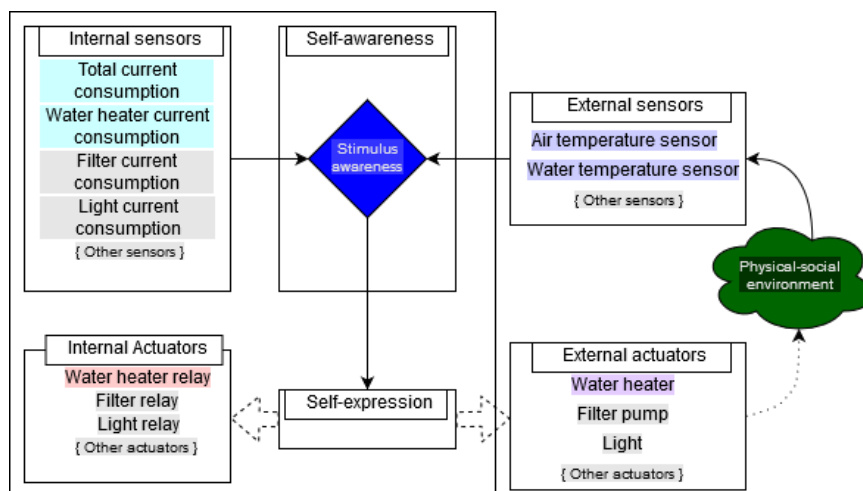 Internal sensors
Total current
consumption
Water heater current
consumption
Filter current
consumption
Light current
consumption
{ Other sensors }
Self-awareness
Stimulus
awareness
External sensors
Air temperature sensor
Water temperature sensor
{ Other sensors }
Physical-social
environment
Internal Actuators
Water heater relay
Filter relay
Light relay
{ Other actuators }
Self-expression
External actuators
Water heater
Filter pump
Light
{ Other actuators }